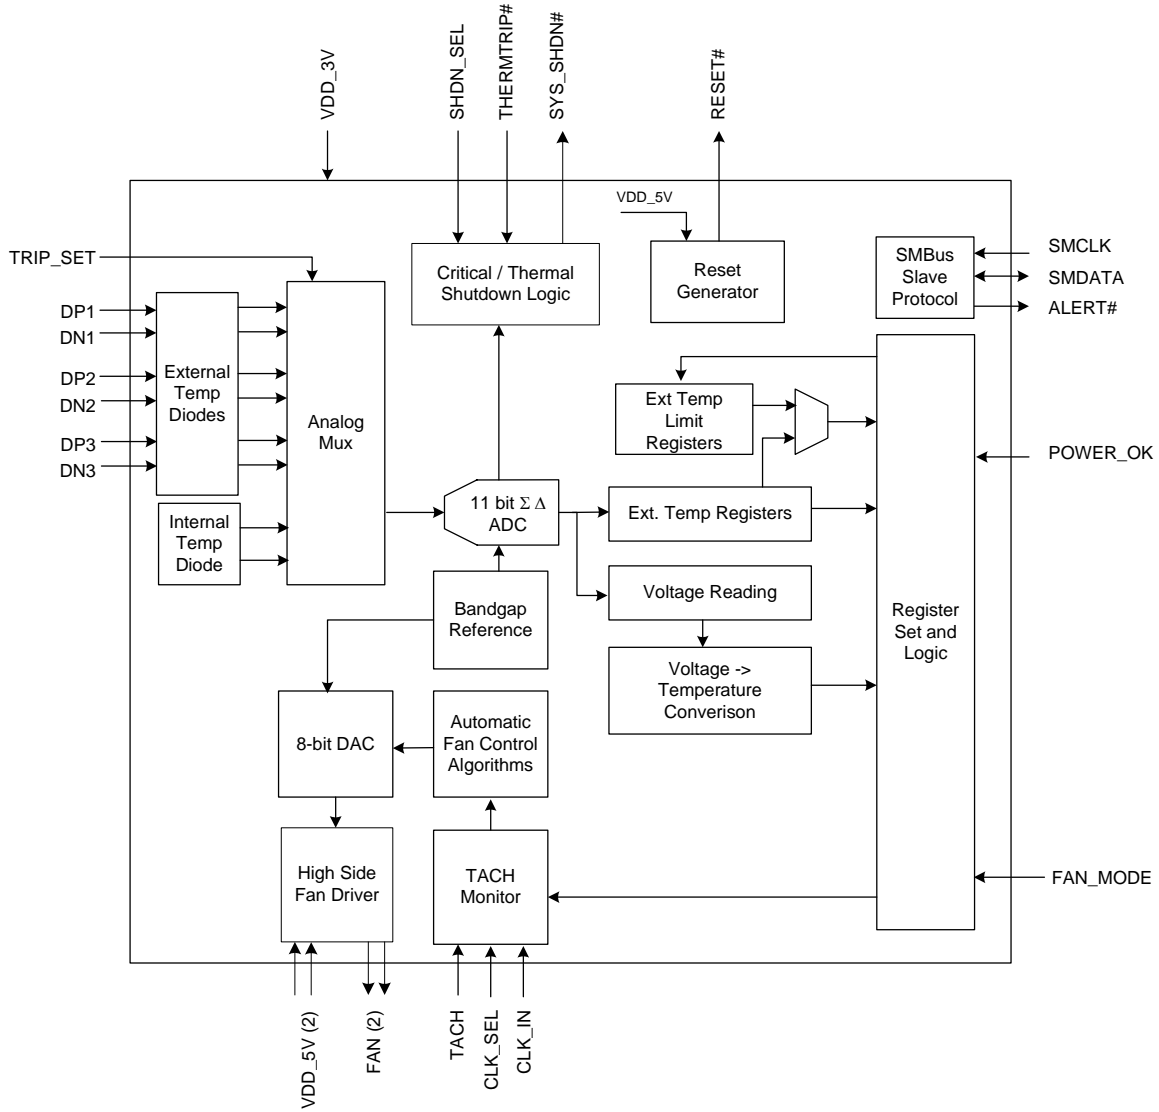 VDD_3V
SHDN_SEL
THERMTRIP#
SYS_SHDN#
RESET#
VDD_5V
TRIP_SET
Critical / Thermal
Shutdown Logic
Reset
Generator
SMBus
Slave
Protocol
SMCLK
SMDATA
ALERT#
DP1
DN1
DP2
DN2
DP3
DN3
External
Temp
Diodes
Analog
Mux
Internal
Temp
Diode
Ext Temp
Limit
Registers
POWER_OK
11 bit Σ Δ
ADC
Ext. Temp Registers
Bandgap
Reference
Voltage Reading
Voltage ->
Temperature
Converison
Register
Set and
Logic
8-bit DAC
Automatic
Fan Control
Algorithms
High Side
Fan Driver
TACH
Monitor
FAN_MODE
VDD_5V (2)
FAN (2)
TACH
CLK_SEL
CLK_IN